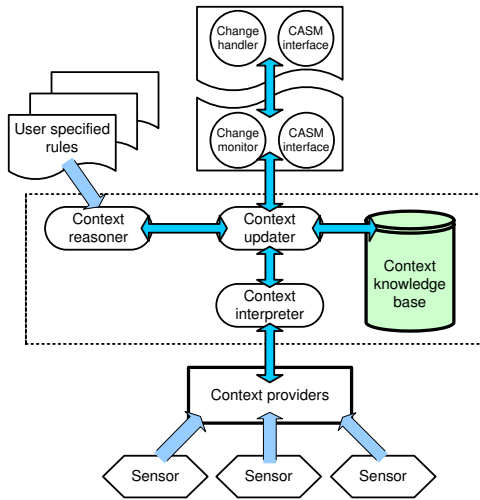 Change
handler
CASM
interface
Change
monitor
CASM
interface
User specified
rules
Context
reasoner
Context
updater
Context
knowledge
base
Context
interpreter
Context providers
Sensor
Sensor
Sensor